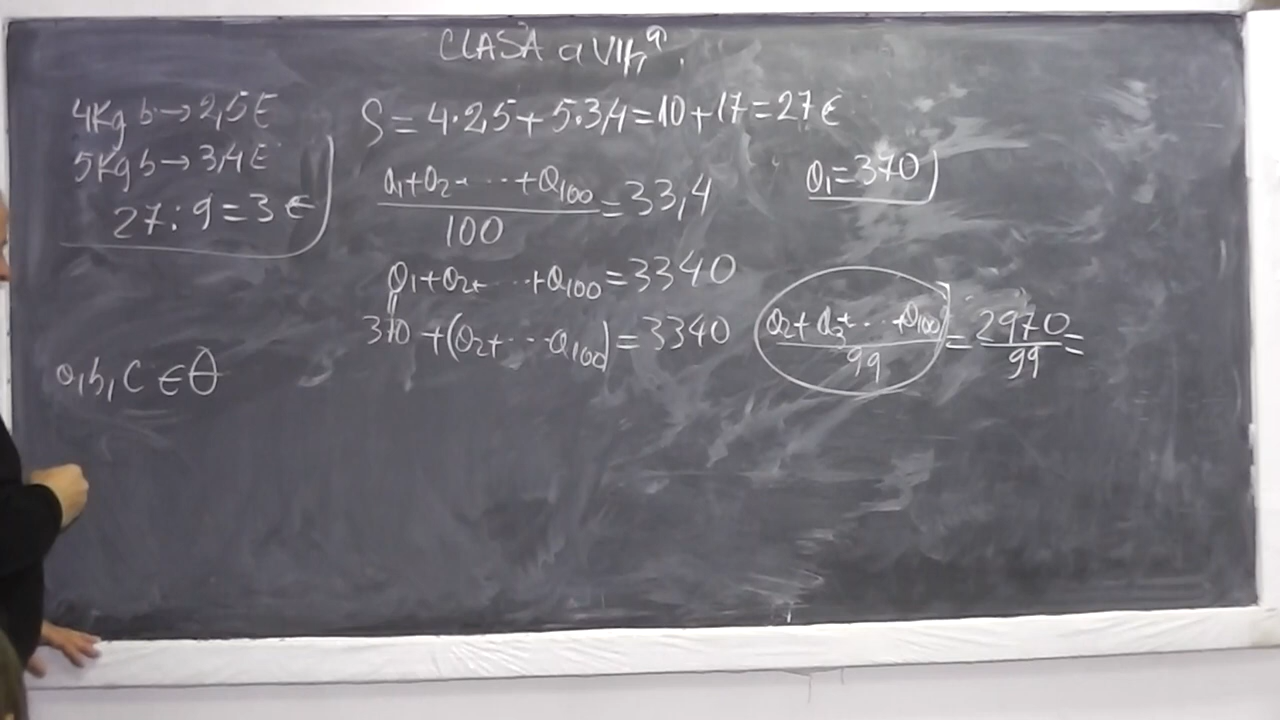 CLASA a VII-a
4Kg b → 2,5 €
5Kg b → 3,4 €
27 : 9 = 3 €
S = 4·2,5 + 5·3,4 = 10 + 17 = 27 €
a₁+a₂+ ··· +a₁₀₀ / 100 = 33,4
a₁ = 370
a₁+a₂+ ··· +a₁₀₀ = 3340
370 + (a₂+ ··· a₁₀₀) = 3340
a₂+a₃+ ··· +a₁₀₀ / 99 = 2970 / 99 =
a, b, c ∈ Q